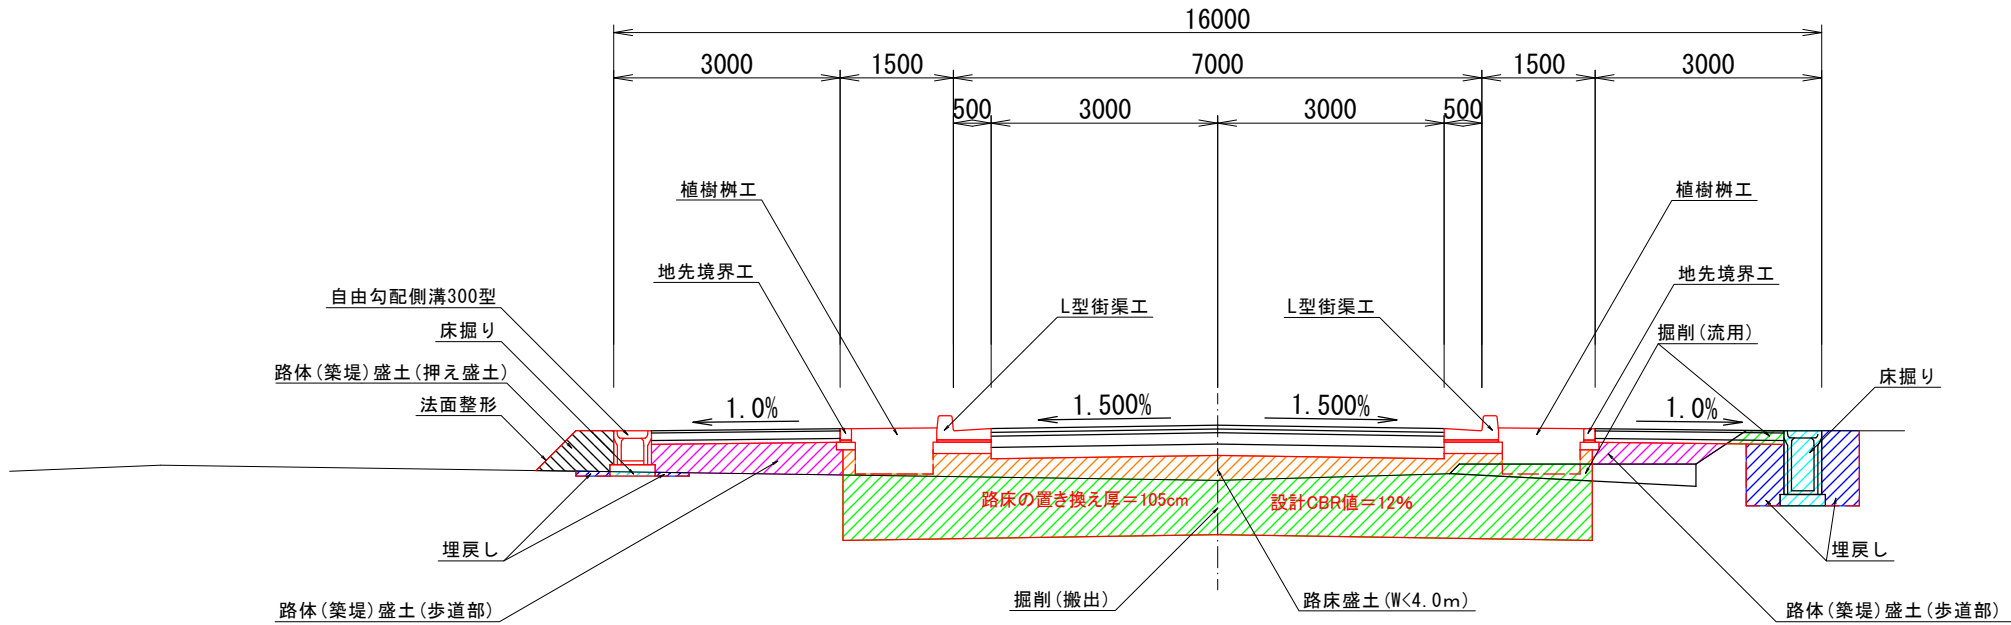 16000
3000
1500
7000
1500
3000
500
3000
3000
500
植樹桝工
植樹桝工
地先境界工
地先境界工
自由勾配側溝300型
L型街渠工
L型街渠工
床掘り
掘削(流用)
路体(築堤)盛土(押え盛土)
床掘り
法面整形
1.0%
1.500%
1.500%
1.0%
路床の置き換え厚=105cm
設計CBR値=12%
埋戻し
埋戻し
路体(築堤)盛土(歩道部)
掘削(搬出)
路床盛土(W<4.0m)
路体(築堤)盛土(歩道部)